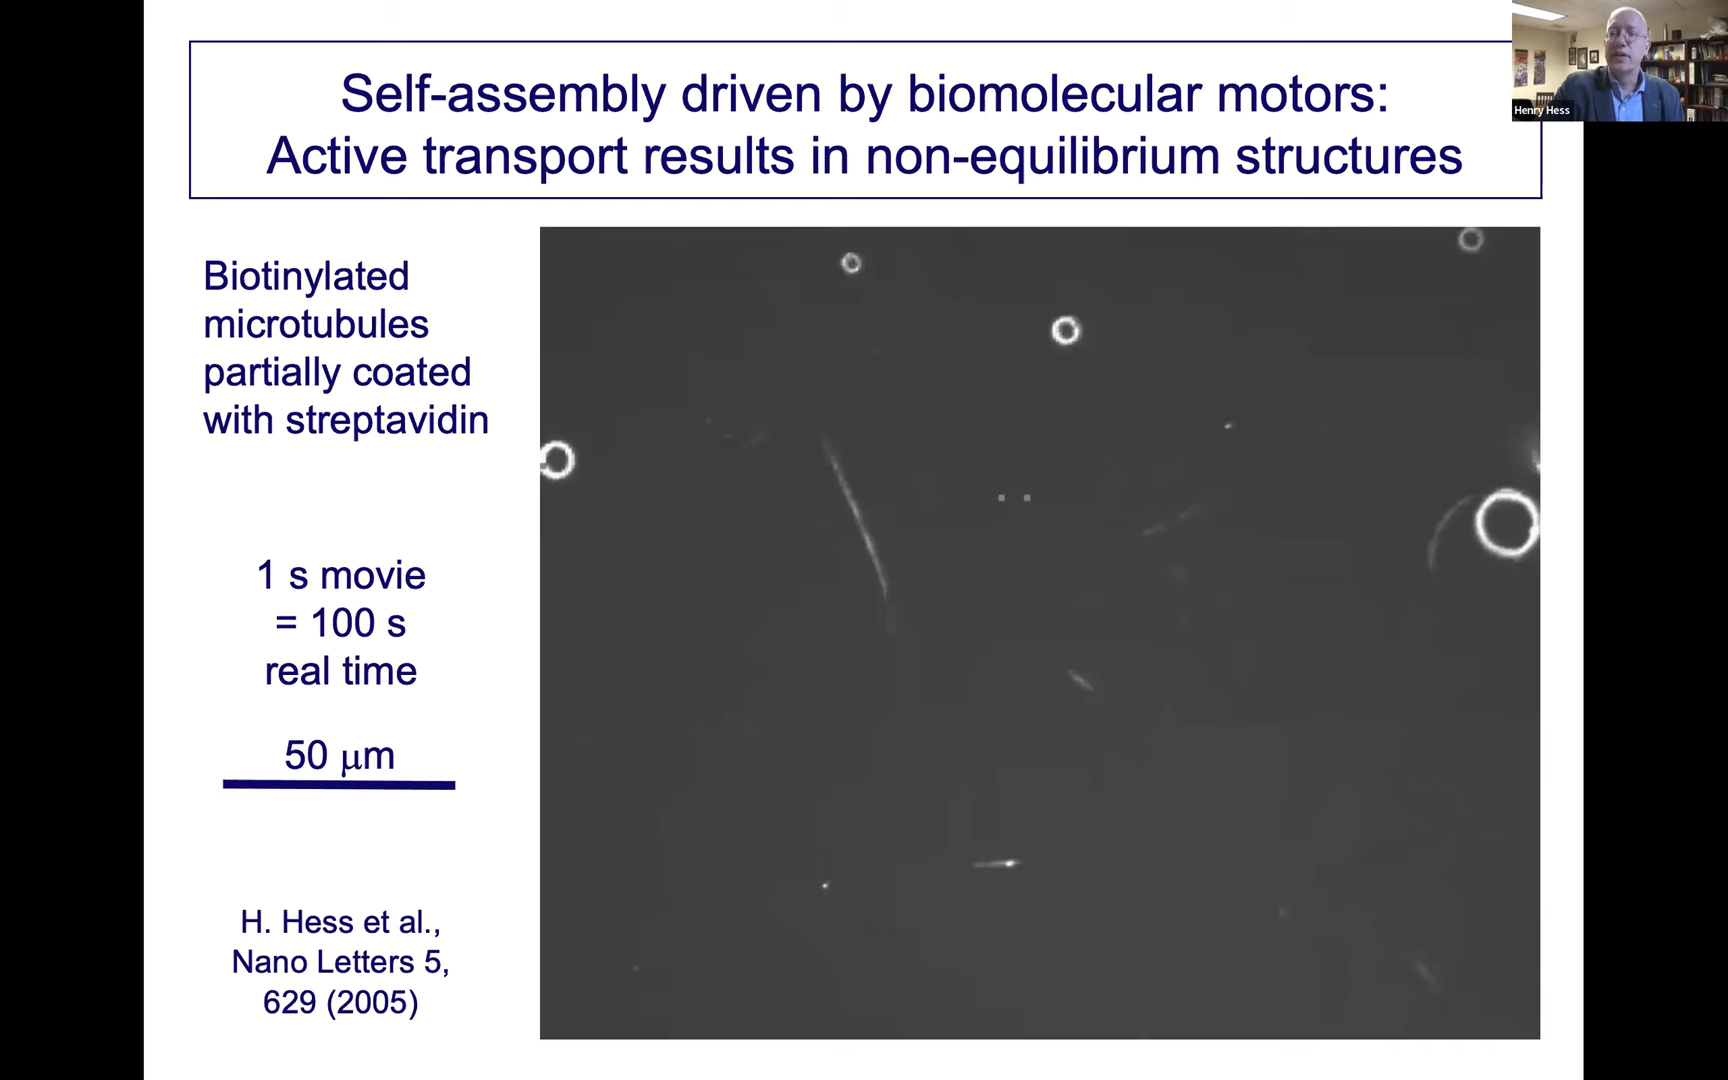 Self-assembly driven by biomolecular motors:
Active transport results in non-equilibrium structures
Henry Hess
Biotinylated
microtubules
partially coated
with streptavidin
1 s movie
= 100 s
real time
50 μm
H. Hess et al.,
Nano Letters 5,
629 (2005)